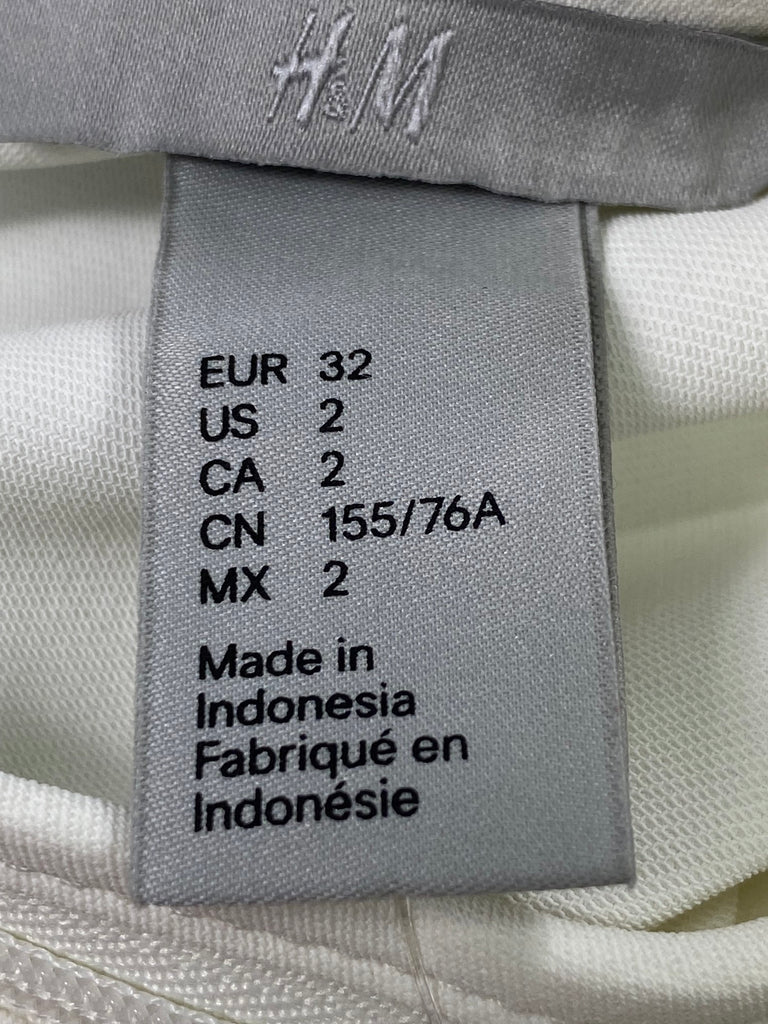 H&M
EUR 32
US 2
CA 2
CN 155/76A
MX 2
Made in
Indonesia
Fabriqué en
Indonésie